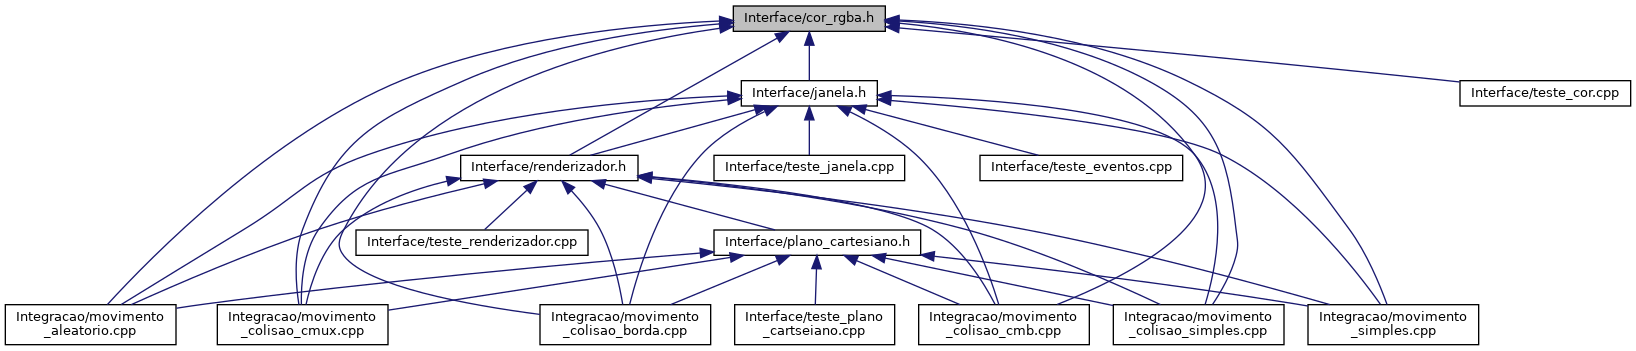 Interface/cor_rgba.h
Interface/janela.h
Interface/teste_cor.cpp
Interface/renderizador.h
Interface/teste_janela.cpp
Interface/teste_eventos.cpp
Interface/teste_renderizador.cpp
Interface/plano_cartesiano.h
Integracao/movimento
_aleatorio.cpp
Integracao/movimento
_colisao_cmux.cpp
Integracao/movimento
_colisao_borda.cpp
Interface/teste_plano
_cartseiano.cpp
Integracao/movimento
_colisao_cmb.cpp
Integracao/movimento
_colisao_simples.cpp
Integracao/movimento
_simples.cpp